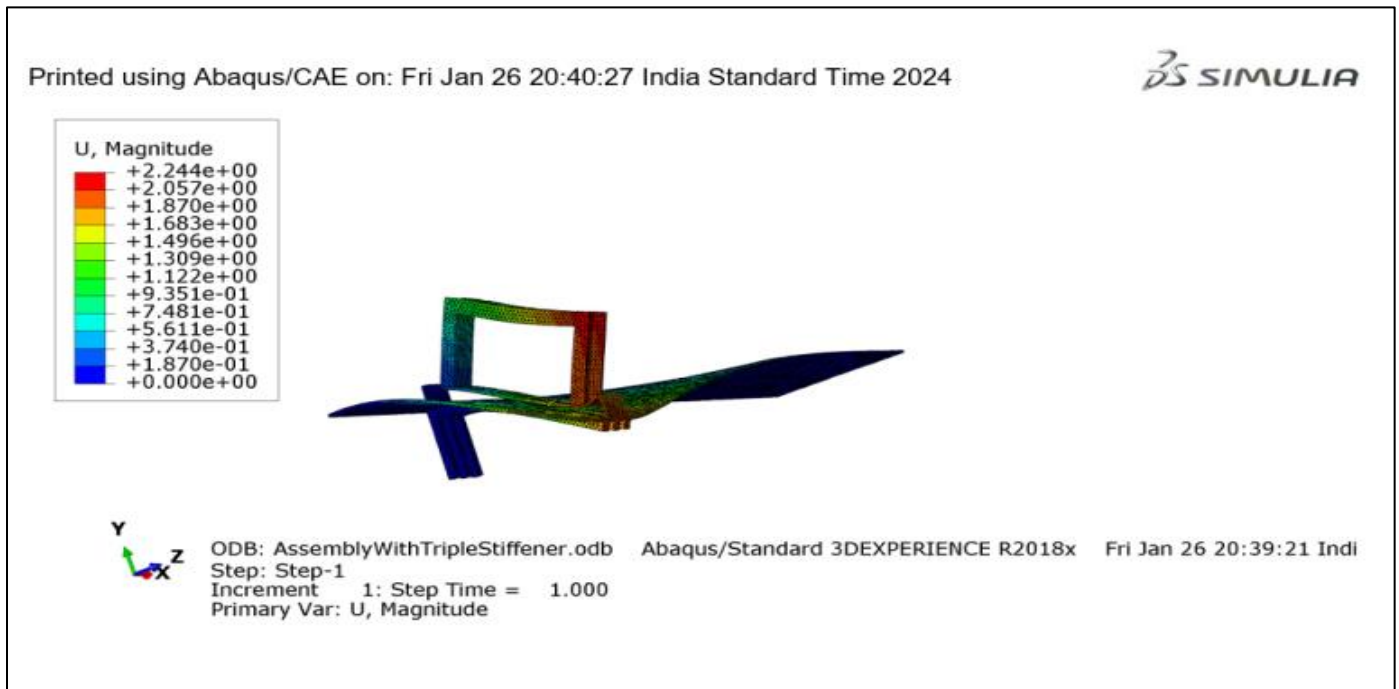 Printed using Abaqus/CAE on: Fri Jan 26 20:40:27 India Standard Time 2024
3DS SIMULIA
U, Magnitude
+2.244e+00
+2.057e+00
+1.870e+00
+1.683e+00
+1.496e+00
+1.309e+00
+1.122e+00
+9.351e-01
+7.481e-01
+5.611e-01
+3.740e-01
+1.870e-01
+0.000e+00
Y
Z
X
ODB: AssemblyWithTripleStiffener.odb Abaqus/Standard 3DEXPERIENCE R2018x Fri Jan 26 20:39:21 Indi
Step: Step-1
Increment 1: Step Time = 1.000
Primary Var: U, Magnitude